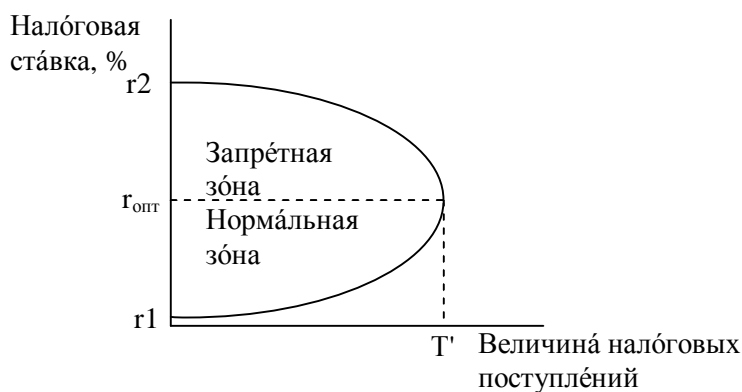 Нало́говая
ста́вка, %
r2
Запре́тная
зо́на
rопт
Норма́льная
зо́на
r1
T'
Величина́ нало́говых
поступле́ний